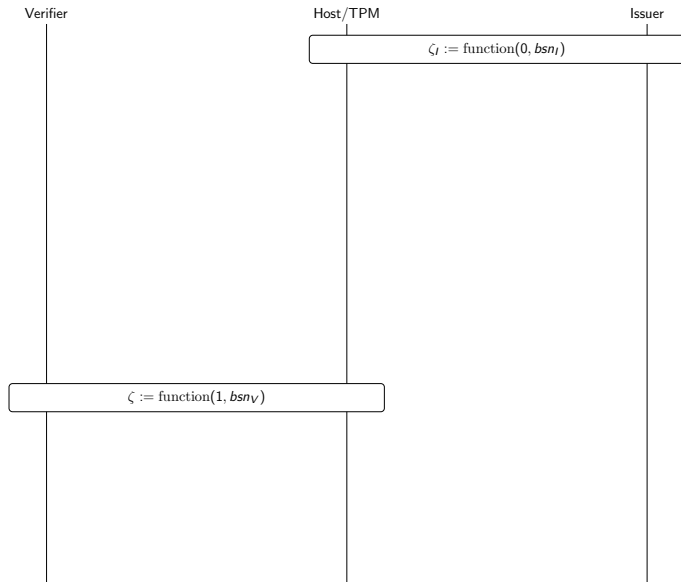 Verifier Host/TPM Issuer
ζ_I := function(0, bsn_I)
ζ := function(1, bsn_V)